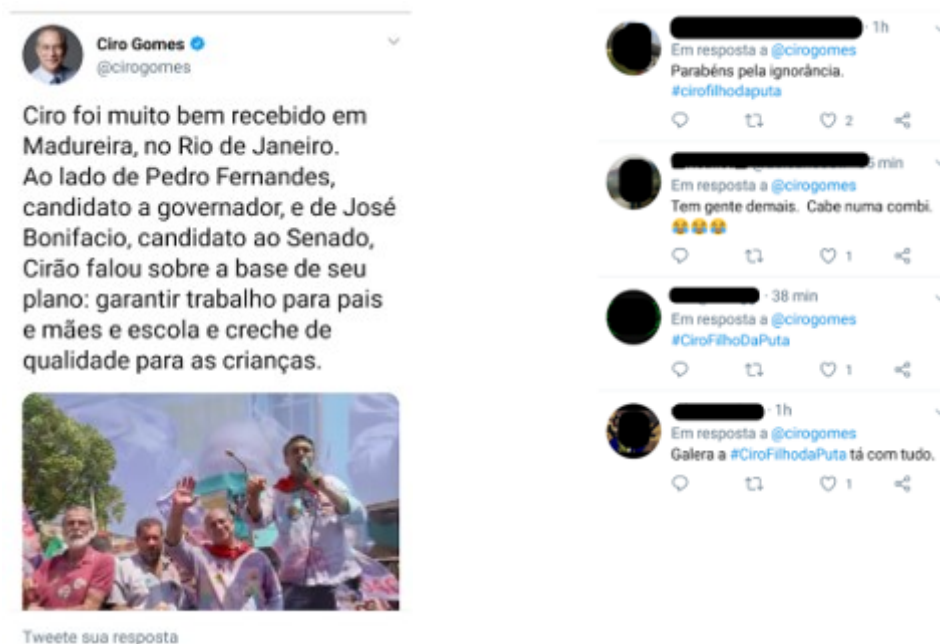 Ciro Gomes
@cirogomes
Ciro foi muito bem recebido em
Madureira, no Rio de Janeiro.
Ao lado de Pedro Fernandes,
candidato a governador, e de José
Bonifacio, candidato ao Senado,
Cirão falou sobre a base de seu
plano: garantir trabalho para pais
e mães e escola e creche de
qualidade para as crianças.
Tweete sua resposta
· 1h
Em resposta a @cirogomes
Parabéns pela ignorância.
#cirofilhodaputa
2
min
Em resposta a @cirogomes
Tem gente demais. Cabe numa combi.
😂😂😂
1
· 38 min
Em resposta a @cirogomes
#CiroFilhoDaPuta
1
· 1h
Em resposta a @cirogomes
Galera a #CiroFilhodaPuta tá com tudo.
1